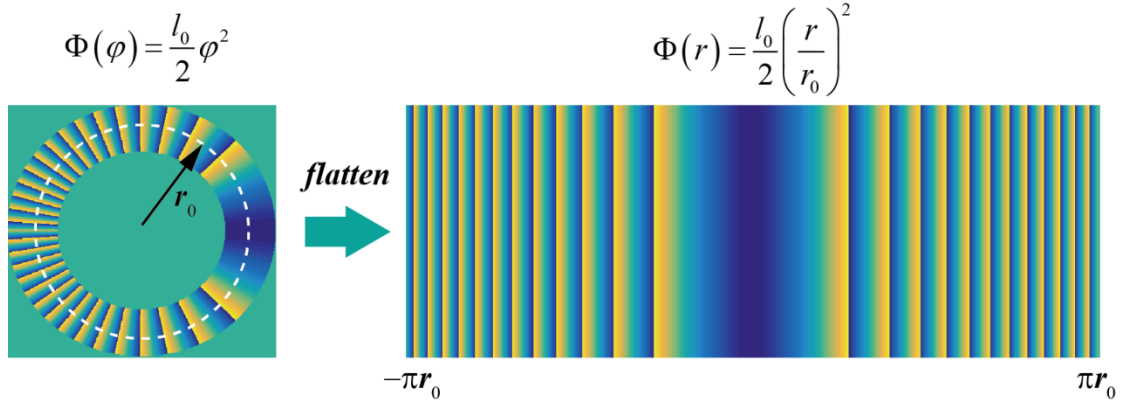 Φ(φ) = l₀/2 φ²
Φ(r) = l₀/2 (r/r₀)²
r₀
flatten
−πr₀
πr₀